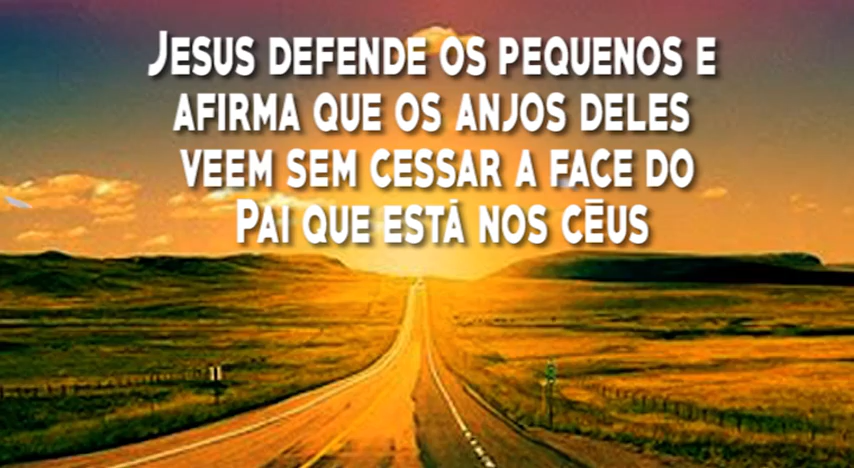 Jesus defende os pequenos e
afirma que os anjos deles
veem sem cessar a face do
Pai que está nos céus